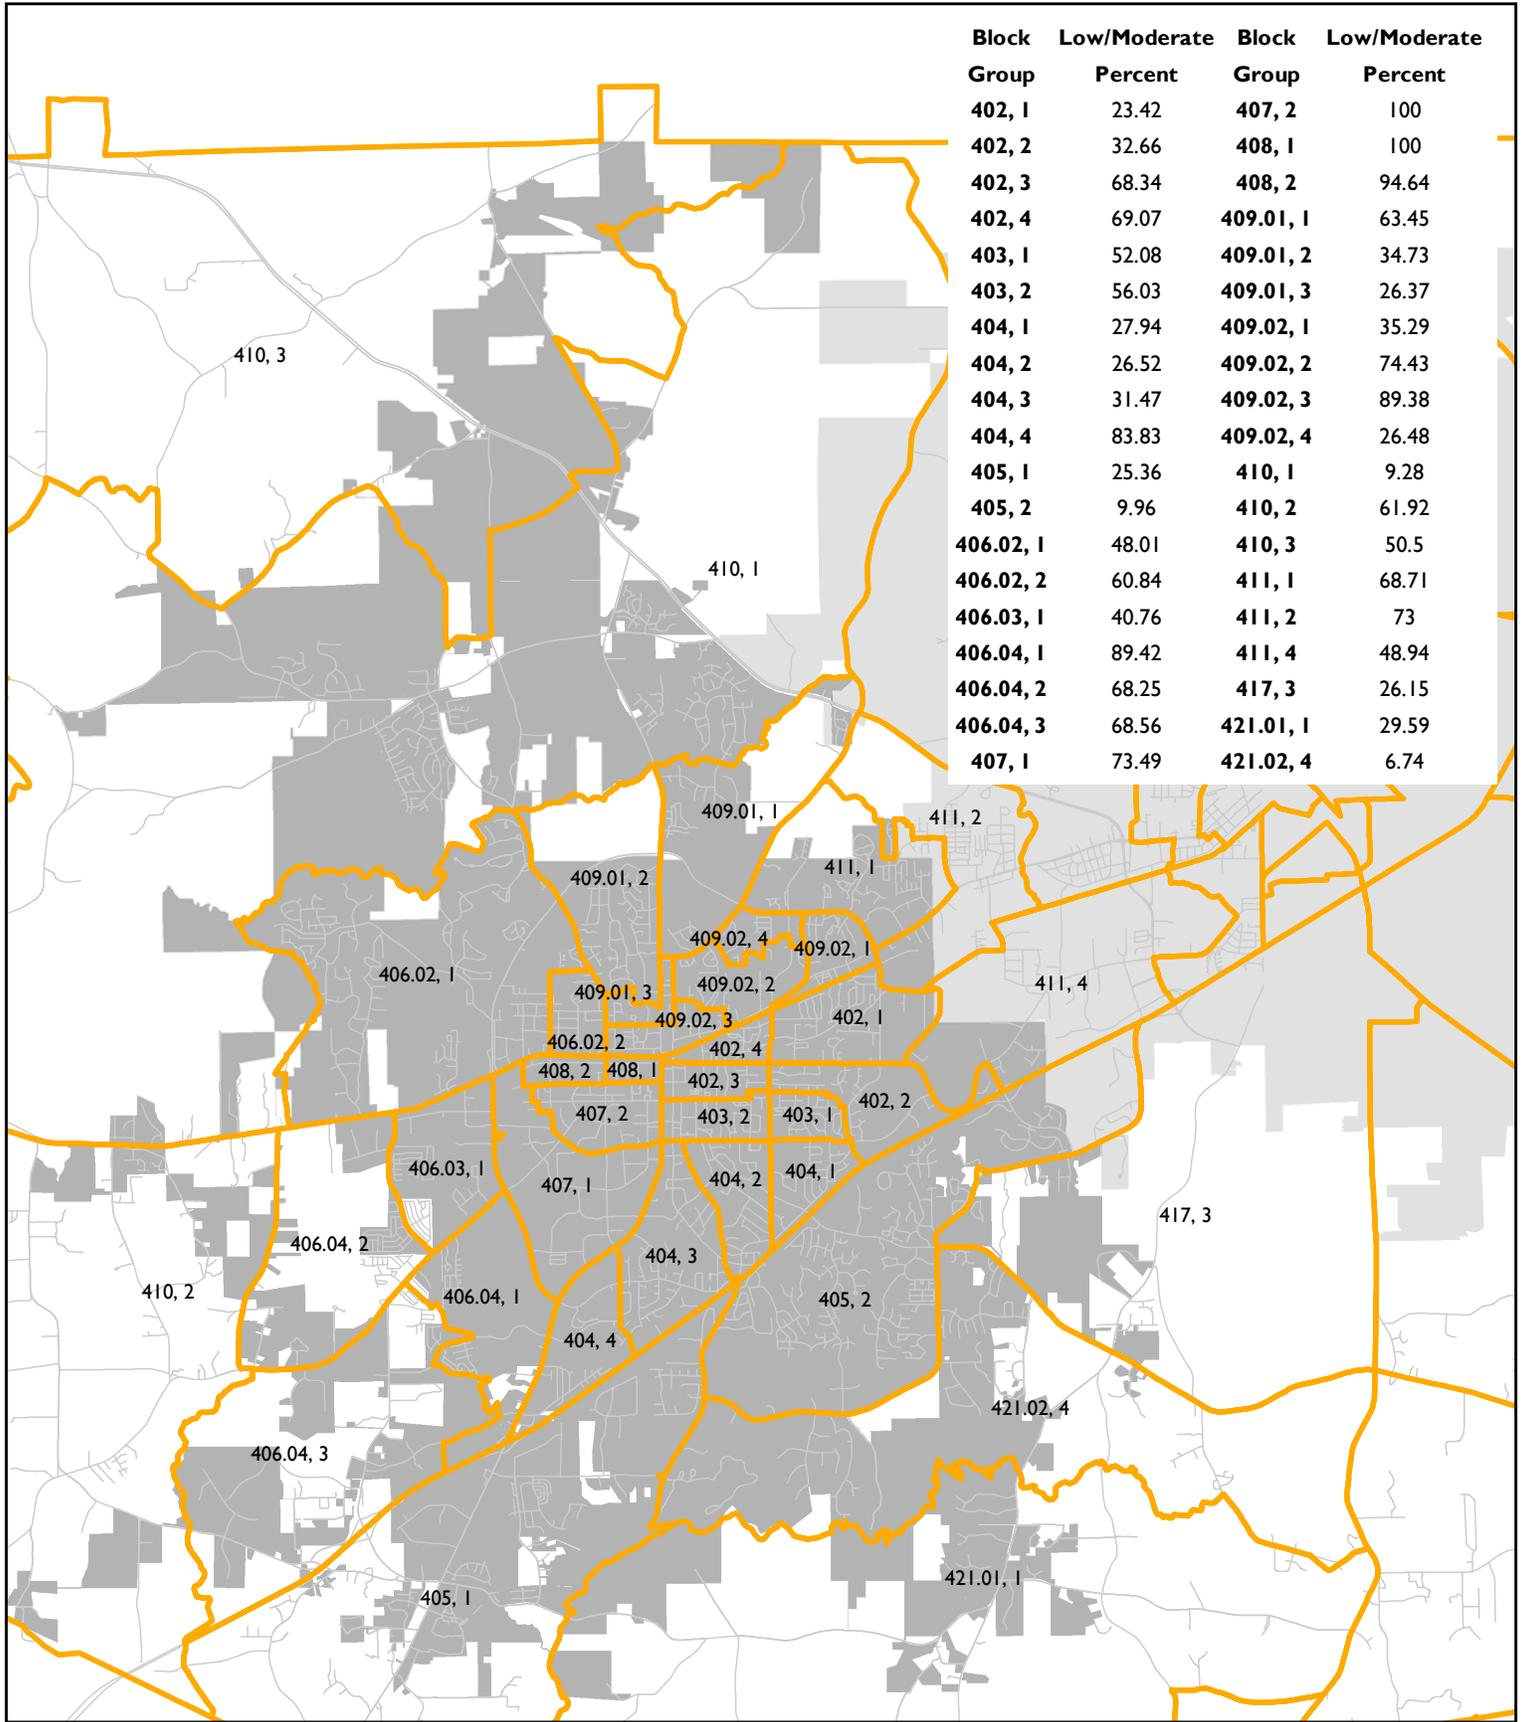 Block Low/Moderate Block Low/Moderate
Group Percent Group Percent
402, 1 23.42 407, 2 100
402, 2 32.66 408, 1 100
402, 3 68.34 408, 2 94.64
402, 4 69.07 409.01, 1 63.45
403, 1 52.08 409.01, 2 34.73
403, 2 56.03 409.01, 3 26.37
404, 1 27.94 409.02, 1 35.29
404, 2 26.52 409.02, 2 74.43
404, 3 31.47 409.02, 3 89.38
404, 4 83.83 409.02, 4 26.48
405, 1 25.36 410, 1 9.28
405, 2 9.96 410, 2 61.92
406.02, 1 48.01 410, 3 50.5
406.02, 2 60.84 411, 1 68.71
406.03, 1 40.76 411, 2 73
406.04, 1 89.42 411, 4 48.94
406.04, 2 68.25 417, 3 26.15
406.04, 3 68.56 421.01, 1 29.59
407, 1 73.49 421.02, 4 6.74
410, 3
410, 1
409.01, 1
411, 2
411, 1
409.01, 2
409.02, 4
409.02, 1
406.02, 1
409.02, 2
411, 4
409.01, 3
409.02, 3
402, 1
406.02, 2
402, 4
408, 2
408, 1
402, 3
402, 2
407, 2
403, 2
403, 1
406.03, 1
404, 1
404, 2
407, 1
417, 3
406.04, 2
404, 3
410, 2
406.04, 1
405, 2
404, 4
421.02, 4
406.04, 3
421.01, 1
405, 1